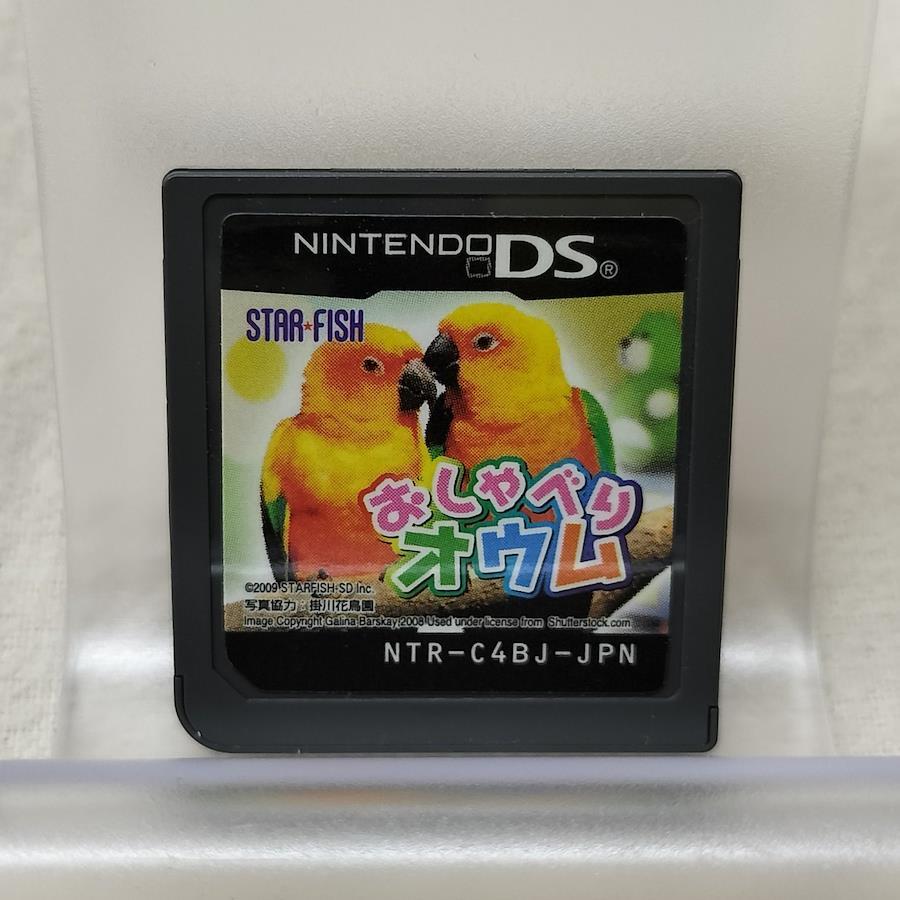 NINTENDO DS®
STAR★FISH
おしゃべり
オウム
©2009 STARFISH-SD Inc.
写真協力:掛川花鳥園
Image Copyright Galina Barskay,2008 Used under license from Shutterstock.com
NTR-C4BJ-JPN